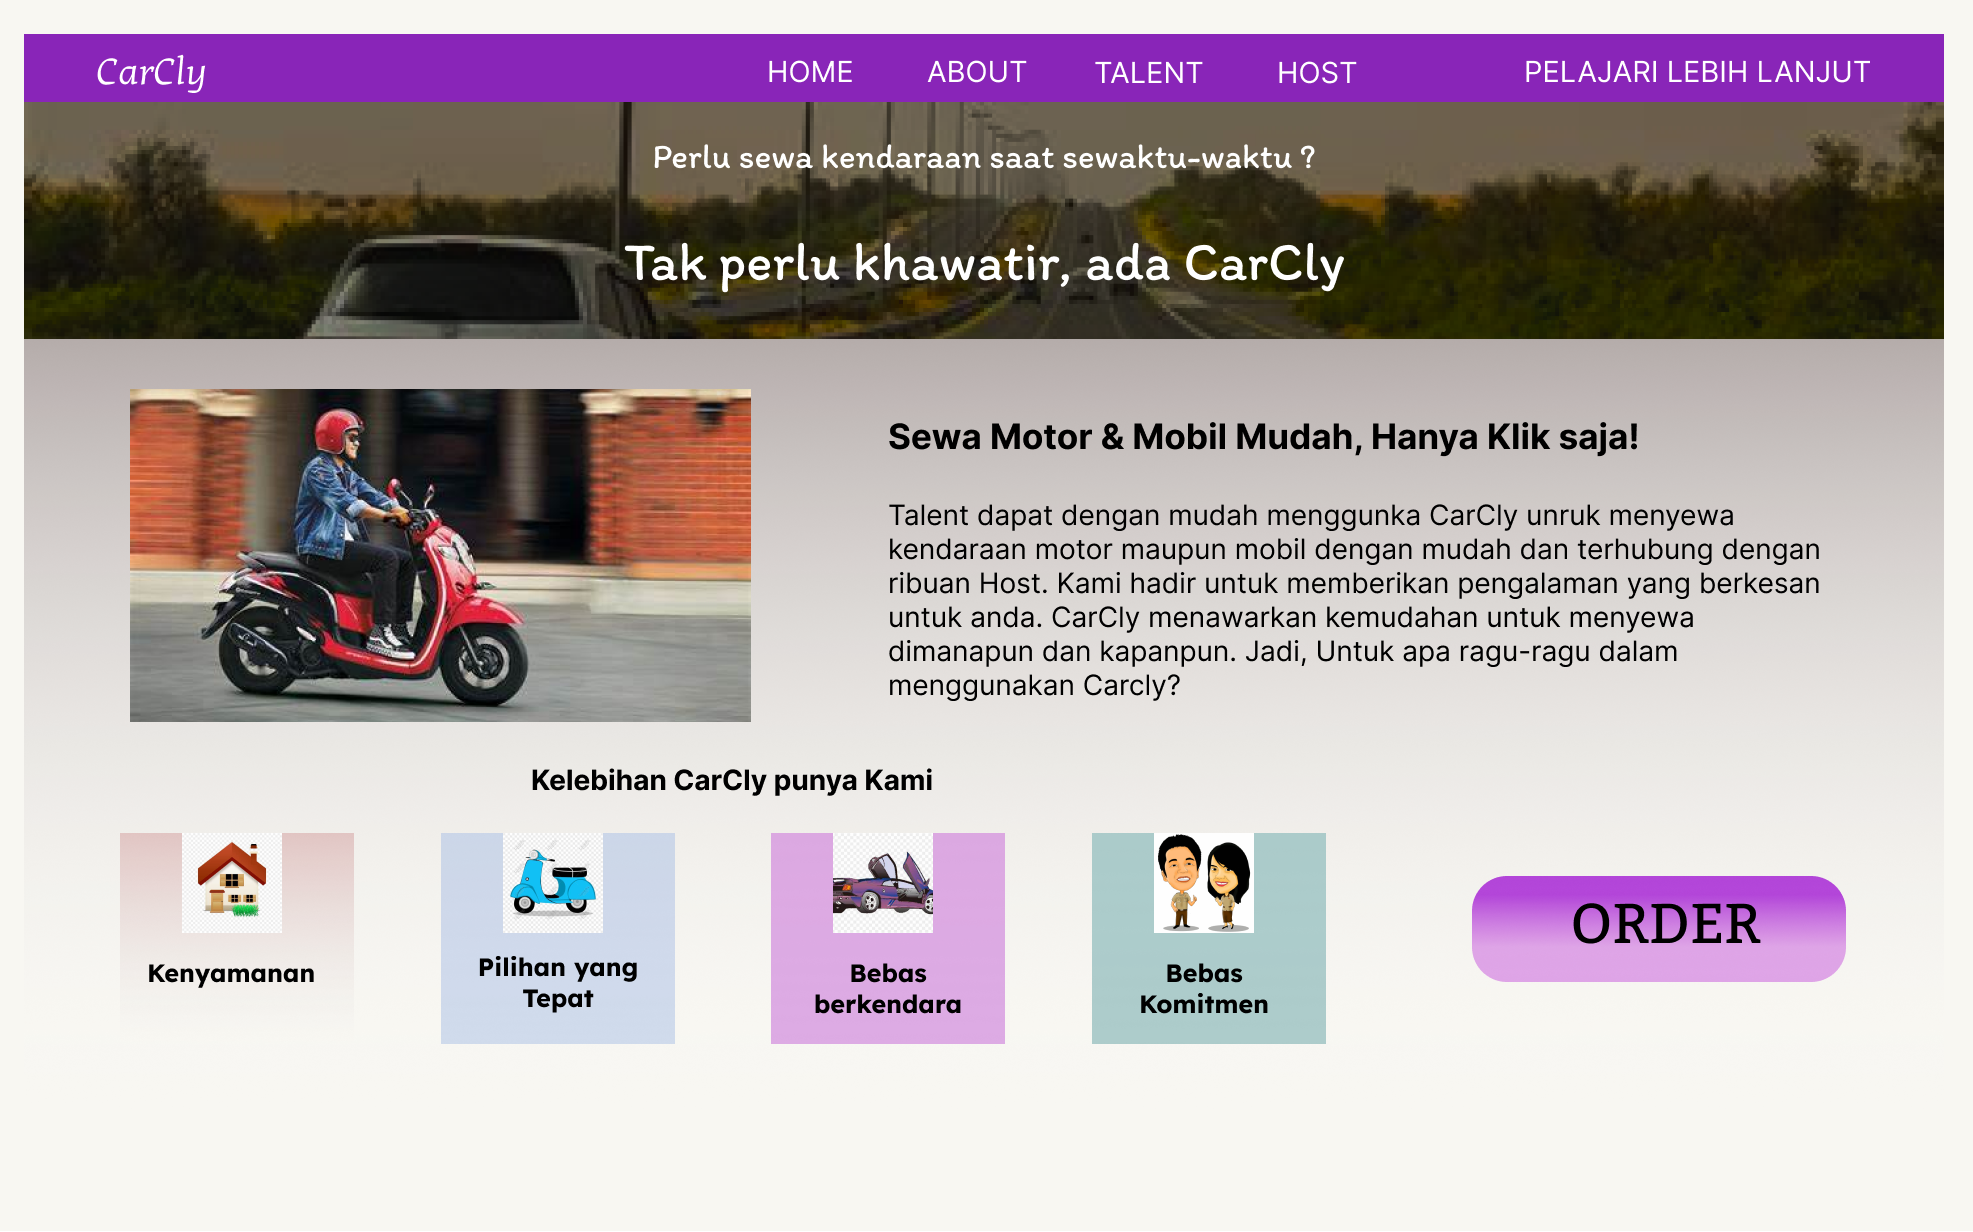 CarCly
HOME
ABOUT
TALENT
HOST
PELAJARI LEBIH LANJUT
Perlu sewa kendaraan saat sewaktu-waktu ?
Tak perlu khawatir, ada CarCly
Sewa Motor & Mobil Mudah, Hanya Klik saja!
Talent dapat dengan mudah menggunka CarCly unruk menyewa
kendaraan motor maupun mobil dengan mudah dan terhubung dengan
ribuan Host. Kami hadir untuk memberikan pengalaman yang berkesan
untuk anda. CarCly menawarkan kemudahan untuk menyewa
dimanapun dan kapanpun. Jadi, Untuk apa ragu-ragu dalam
menggunakan Carcly?
Kelebihan CarCly punya Kami
Kenyamanan
Pilihan yang
Tepat
Bebas
berkendara
Bebas
Komitmen
ORDER